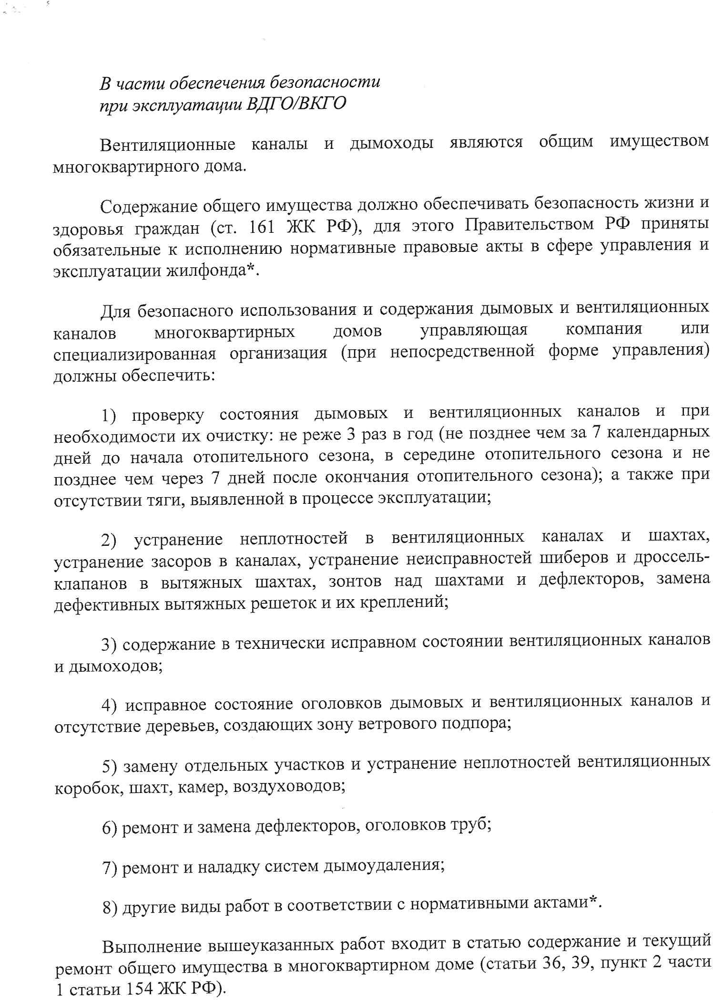 В части обеспечения безопасности
при эксплуатации ВДГО/ВКГО
Вентиляционные каналы и дымоходы являются общим имуществом
многоквартирного дома.
Содержание общего имущества должно обеспечивать безопасность жизни и
здоровья граждан (ст. 161 ЖК РФ), для этого Правительством РФ приняты
обязательные к исполнению нормативные правовые акты в сфере управления и
эксплуатации жилфонда*.
Для безопасного использования и содержания дымовых и вентиляционных
каналов многоквартирных домов управляющая компания или
специализированная организация (при непосредственной форме управления)
должны обеспечить:
1) проверку состояния дымовых и вентиляционных каналов и при
необходимости их очистку: не реже 3 раз в год (не позднее чем за 7 календарных
дней до начала отопительного сезона, в середине отопительного сезона и не
позднее чем через 7 дней после окончания отопительного сезона); а также при
отсутствии тяги, выявленной в процессе эксплуатации;
2) устранение неплотностей в вентиляционных каналах и шахтах,
устранение засоров в каналах, устранение неисправностей шиберов и дроссель-
клапанов в вытяжных шахтах, зонтов над шахтами и дефлекторов, замена
дефективных вытяжных решеток и их креплений;
3) содержание в технически исправном состоянии вентиляционных каналов
и дымоходов;
4) исправное состояние оголовков дымовых и вентиляционных каналов и
отсутствие деревьев, создающих зону ветрового подпора;
5) замену отдельных участков и устранение неплотностей вентиляционных
коробок, шахт, камер, воздуховодов;
6) ремонт и замена дефлекторов, оголовков труб;
7) ремонт и наладку систем дымоудаления;
8) другие виды работ в соответствии с нормативными актами*.
Выполнение вышеуказанных работ входит в статью содержание и текущий
ремонт общего имущества в многоквартирном доме (статьи 36, 39, пункт 2 части
1 статьи 154 ЖК РФ).